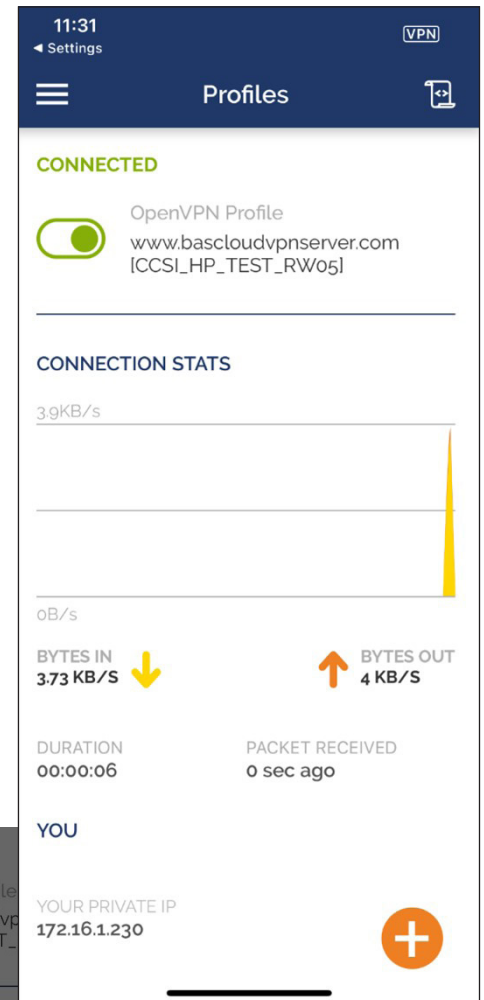 11:31
VPN
◀ Settings
Profiles
CONNECTED
OpenVPN Profile
www.bascloudvpnserver.com
[CCSI_HP_TEST_RW05]
CONNECTION STATS
3.9KB/s
0B/s
BYTES IN
3.73 KB/S
BYTES OUT
4 KB/S
DURATION
00:00:06
PACKET RECEIVED
0 sec ago
YOU
YOUR PRIVATE IP
172.16.1.230